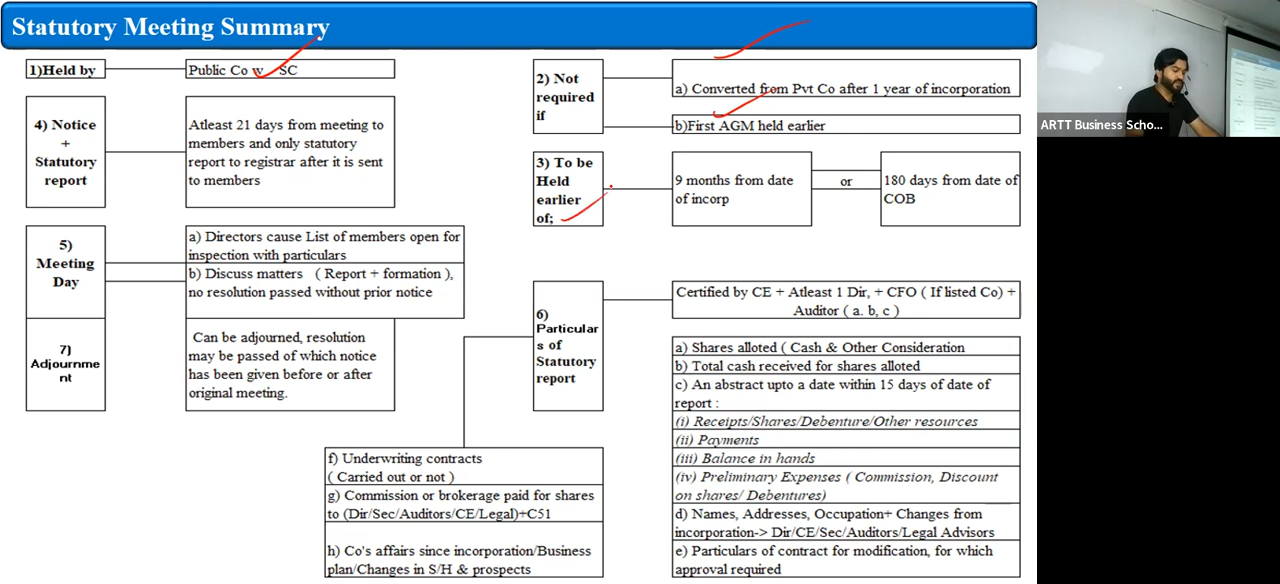 Statutory Meeting Summary
1)Held by
Public Co w SC
2) Not
required
if
a) Converted from Pvt Co after 1 year of incorporation
b)First AGM held earlier
3) To be
Held
earlier
of;
9 months from date
of incorp
or
180 days from date of
COB
4) Notice
+
Statutory
report
Atleast 21 days from meeting to
members and only statutory
report to registrar after it is sent
to members
5)
Meeting
Day
a) Directors cause List of members open for
inspection with particulars
b) Discuss matters ( Report + formation ),
no resolution passed without prior notice
7)
Adjournme
nt
Can be adjourned, resolution
may be passed of which notice
has been given before or after
original meeting.
6)
Particular
s of
Statutory
report
Certified by CE + Atleast 1 Dir, + CFO ( If listed Co) +
Auditor ( a. b, c )
a) Shares alloted ( Cash & Other Consideration
b) Total cash received for shares alloted
c) An abstract upto a date within 15 days of date of
report :
(i) Receipts/Shares/Debenture/Other resources
(ii) Payments
(iii) Balance in hands
(iv) Preliminary Expenses ( Commission, Discount
on shares/ Debentures)
d) Names, Addresses, Occupation+ Changes from
incorporation-> Dir/CE/Sec/Auditors/Legal Advisors
e) Particulars of contract for modification, for which
approval required
f) Underwriting contracts
( Carried out or not )
g) Commission or brokerage paid for shares
to (Dir/Sec/Auditors/CE/Legal)+C51
h) Co's affairs since incorporation/Business
plan/Changes in S/H & prospects
ARTT Business Scho...